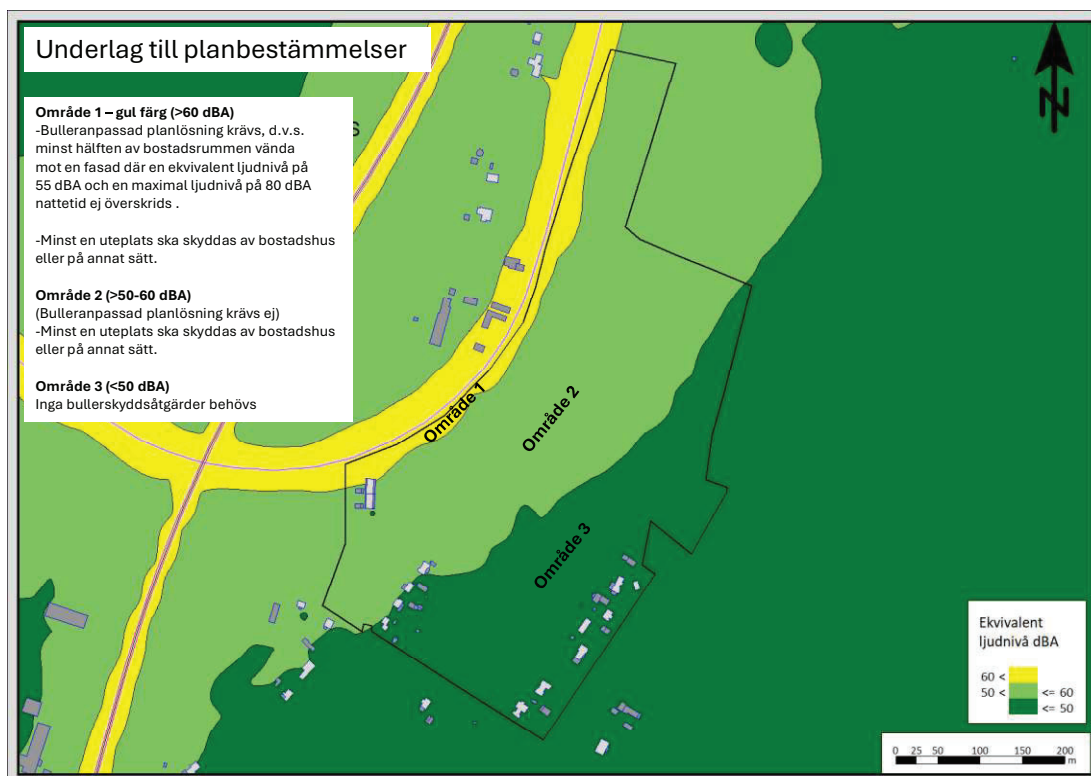 Underlag till planbestämmelser
Område 1 – gul färg (>60 dBA)
-Bulleranpassad planlösning krävs, d.v.s.
minst hälften av bostadsrummen vända
mot en fasad där en ekvivalent ljudnivå på
55 dBA och en maximal ljudnivå på 80 dBA
nattetid ej överskrids .
-Minst en uteplats ska skyddas av bostadshus
eller på annat sätt.
Område 2 (>50-60 dBA)
(Bulleranpassad planlösning krävs ej)
-Minst en uteplats ska skyddas av bostadshus
eller på annat sätt.
Område 3 (<50 dBA)
Inga bullerskyddsåtgärder behövs
S
N
Område 1
Område 2
Område 3
Ekvivalent
ljudnivå dBA
60 <
50 < <= 60
<= 50
0 25 50 100 150 200
m